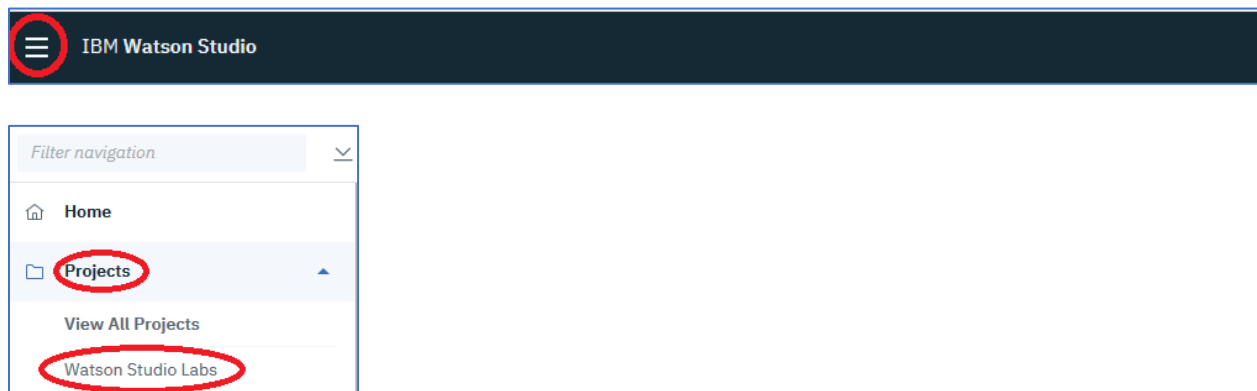 IBM Watson Studio
Filter navigation
Home
Projects
View All Projects
Watson Studio Labs